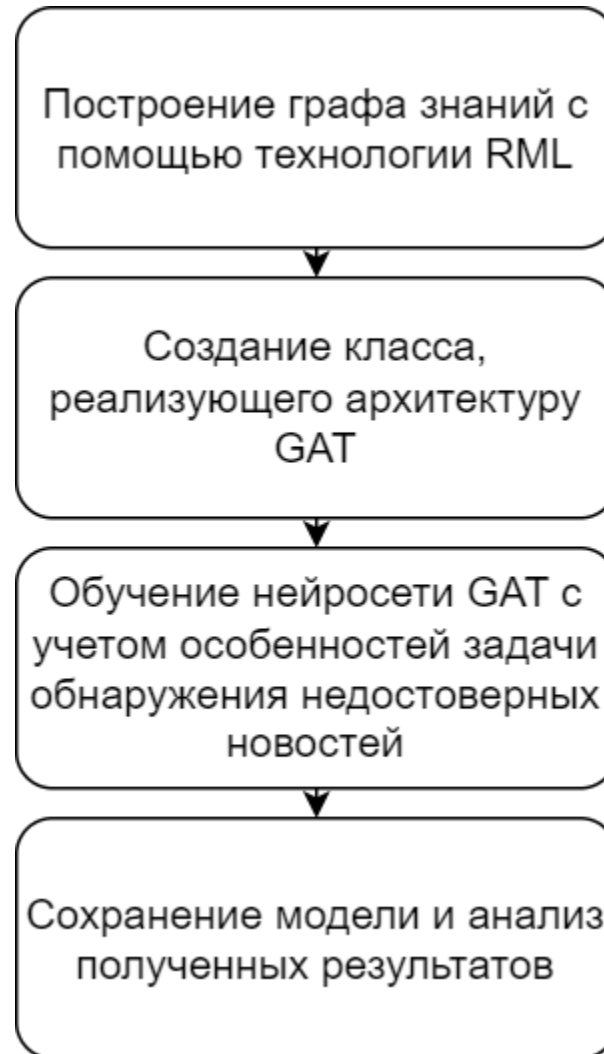 Построение графа знаний с
помощью технологии RML
Создание класса,
реализующего архитектуру
GAT
Обучение нейросети GAT с
учетом особенностей задачи
обнаружения недостоверных
новостей
Сохранение модели и анализ
полученных результатов